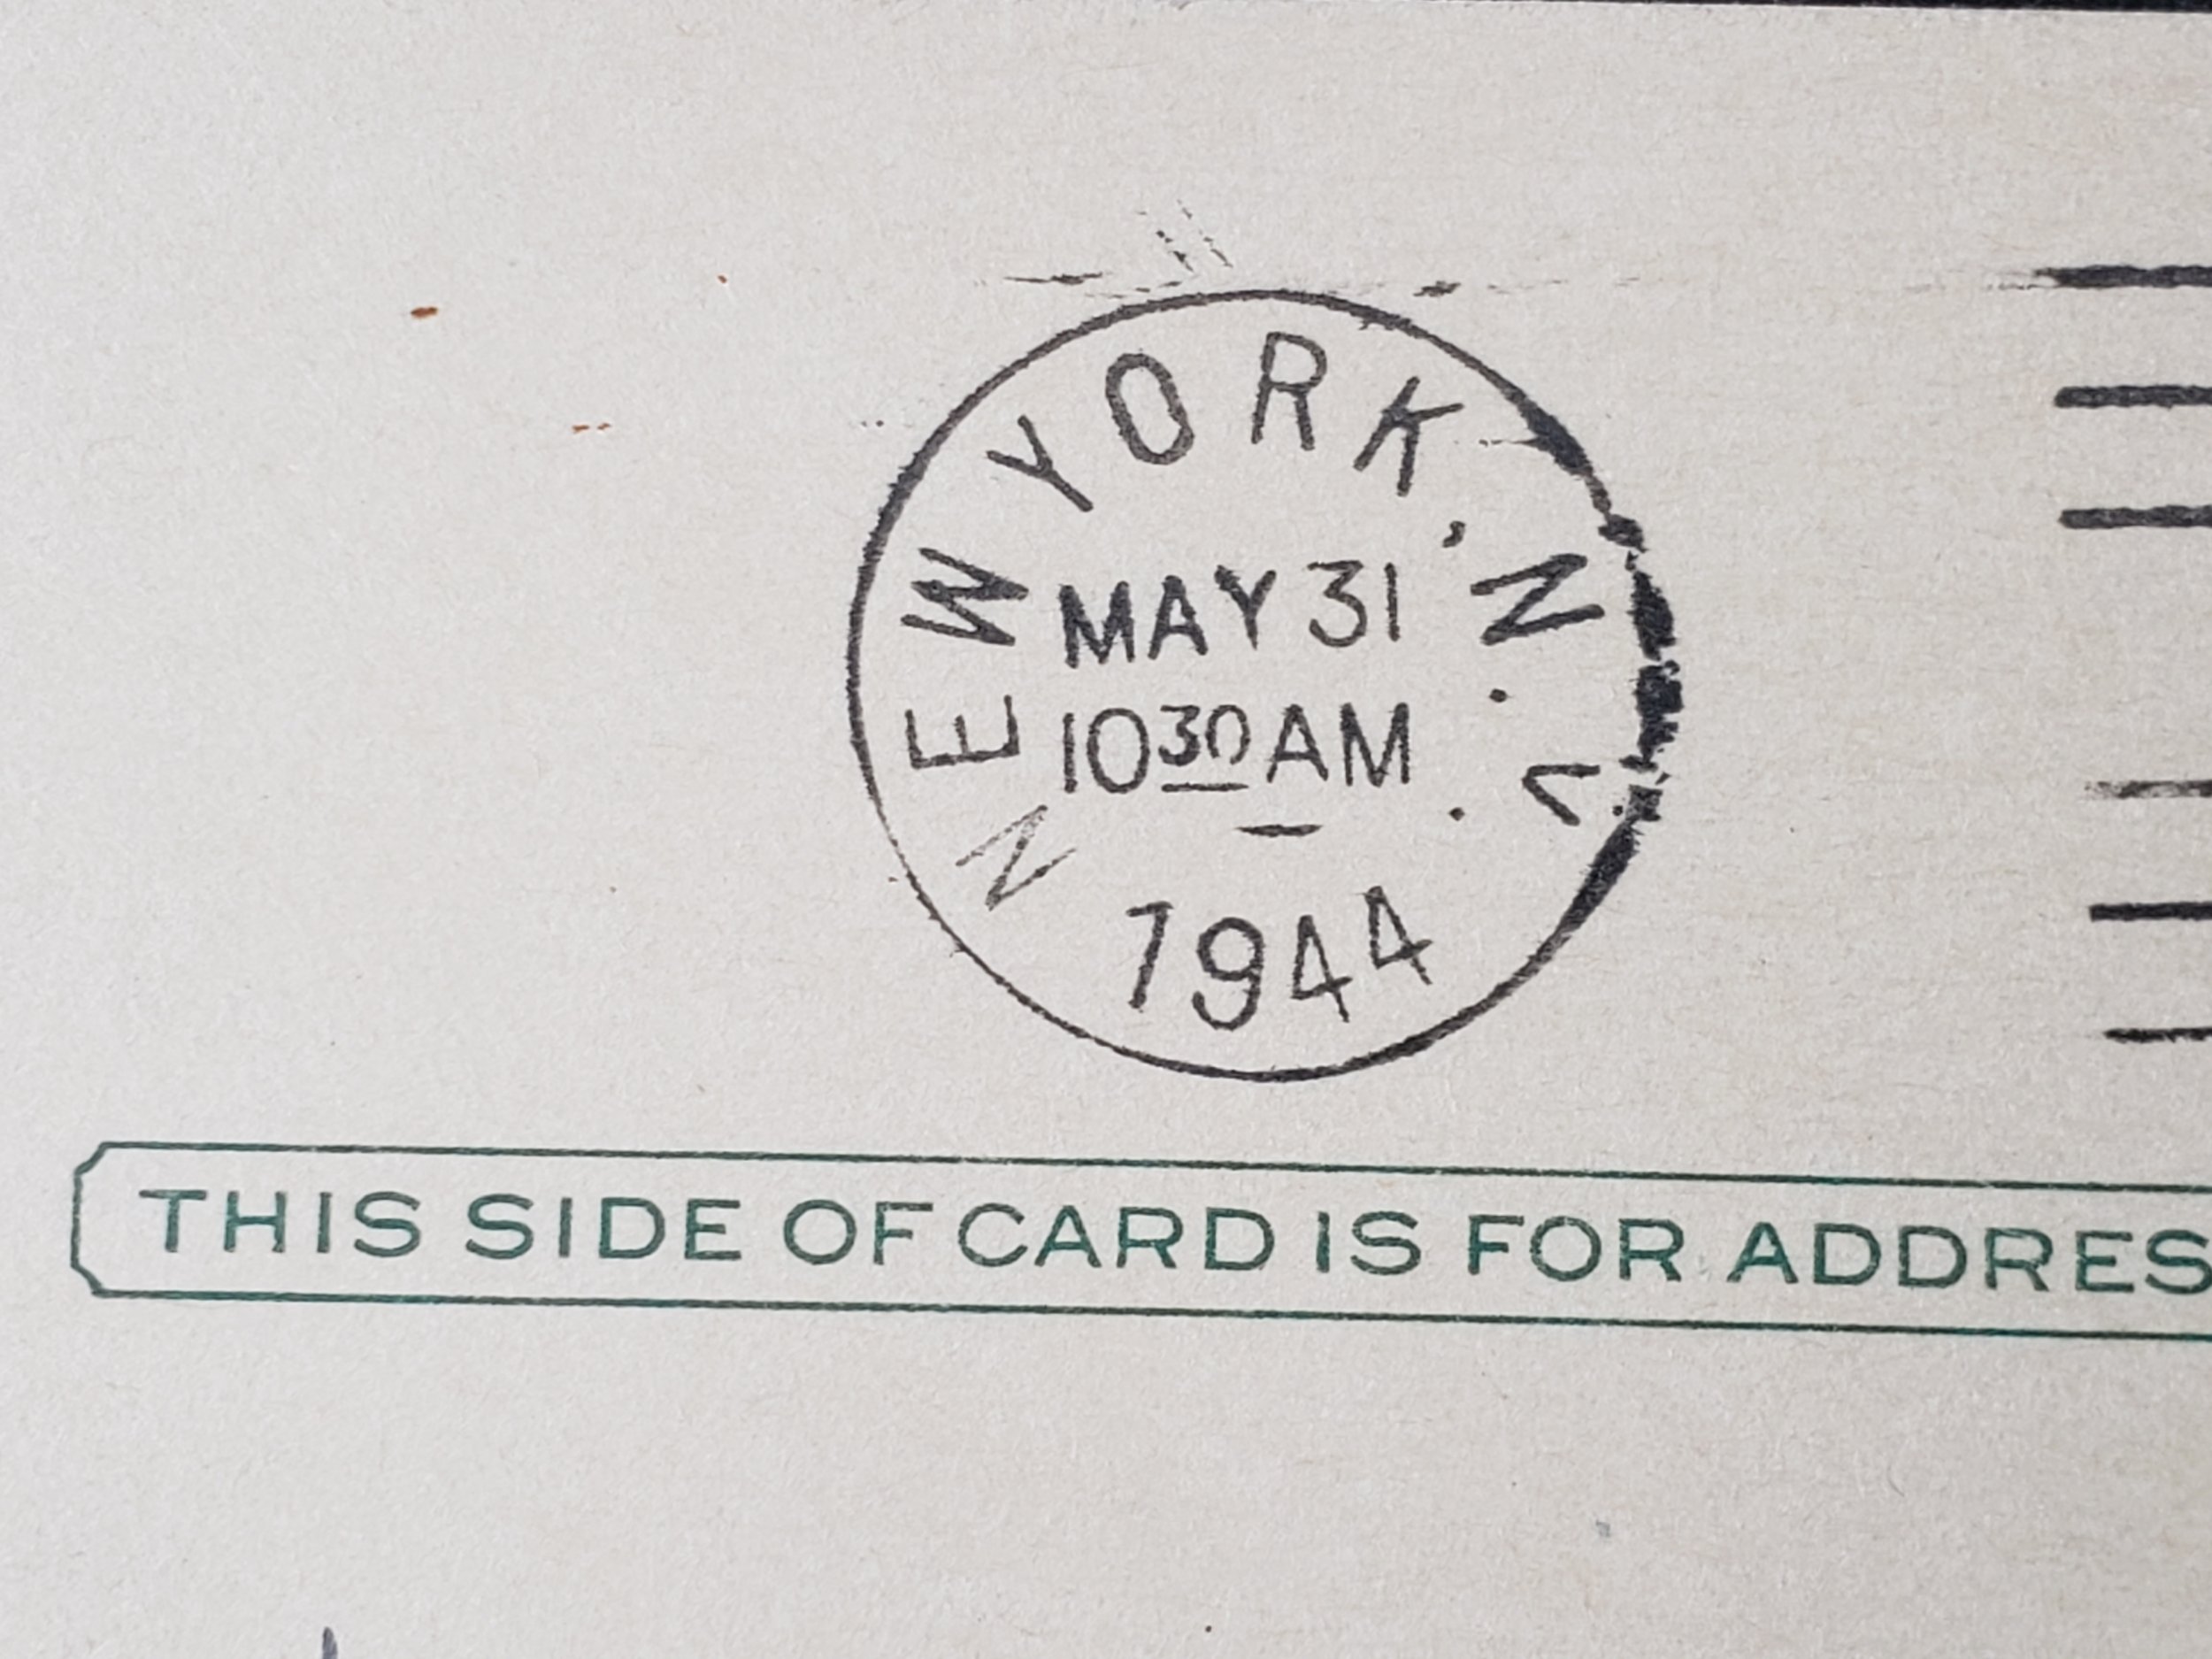 NEW YORK, N.Y.
MAY 31
10 30 AM
1944
THIS SIDE OF CARD IS FOR ADDRES